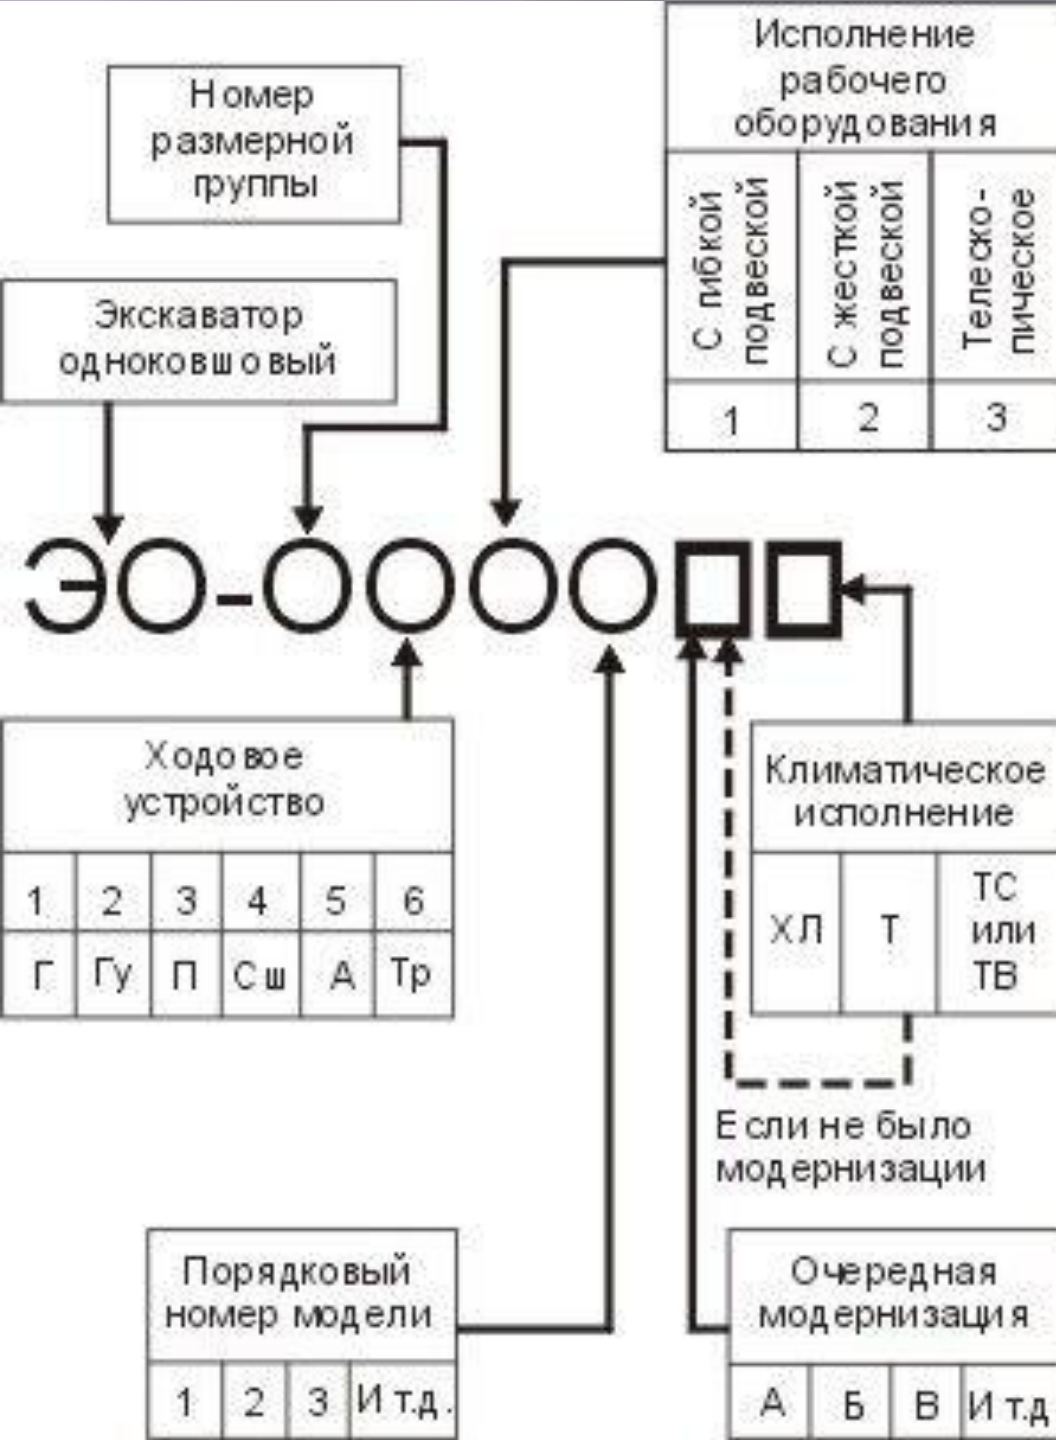 Исполнение
рабочего
оборудования
С гибкой
подвеской
С жесткой
подвеской
Телеско-
пическое
1 2 3
Номер
размерной
группы
Экскаватор
одноковшовый
ЭО-ОООО□□
Ходовое
устройство
1 2 3 4 5 6
Г Гу П Сш А Тр
Климатическое
исполнение
ХЛ Т ТС
или
ТВ
Если не было
модернизации
Порядковый
номер модели
1 2 3 И т.д.
Очередная
модернизация
А Б В И т.д